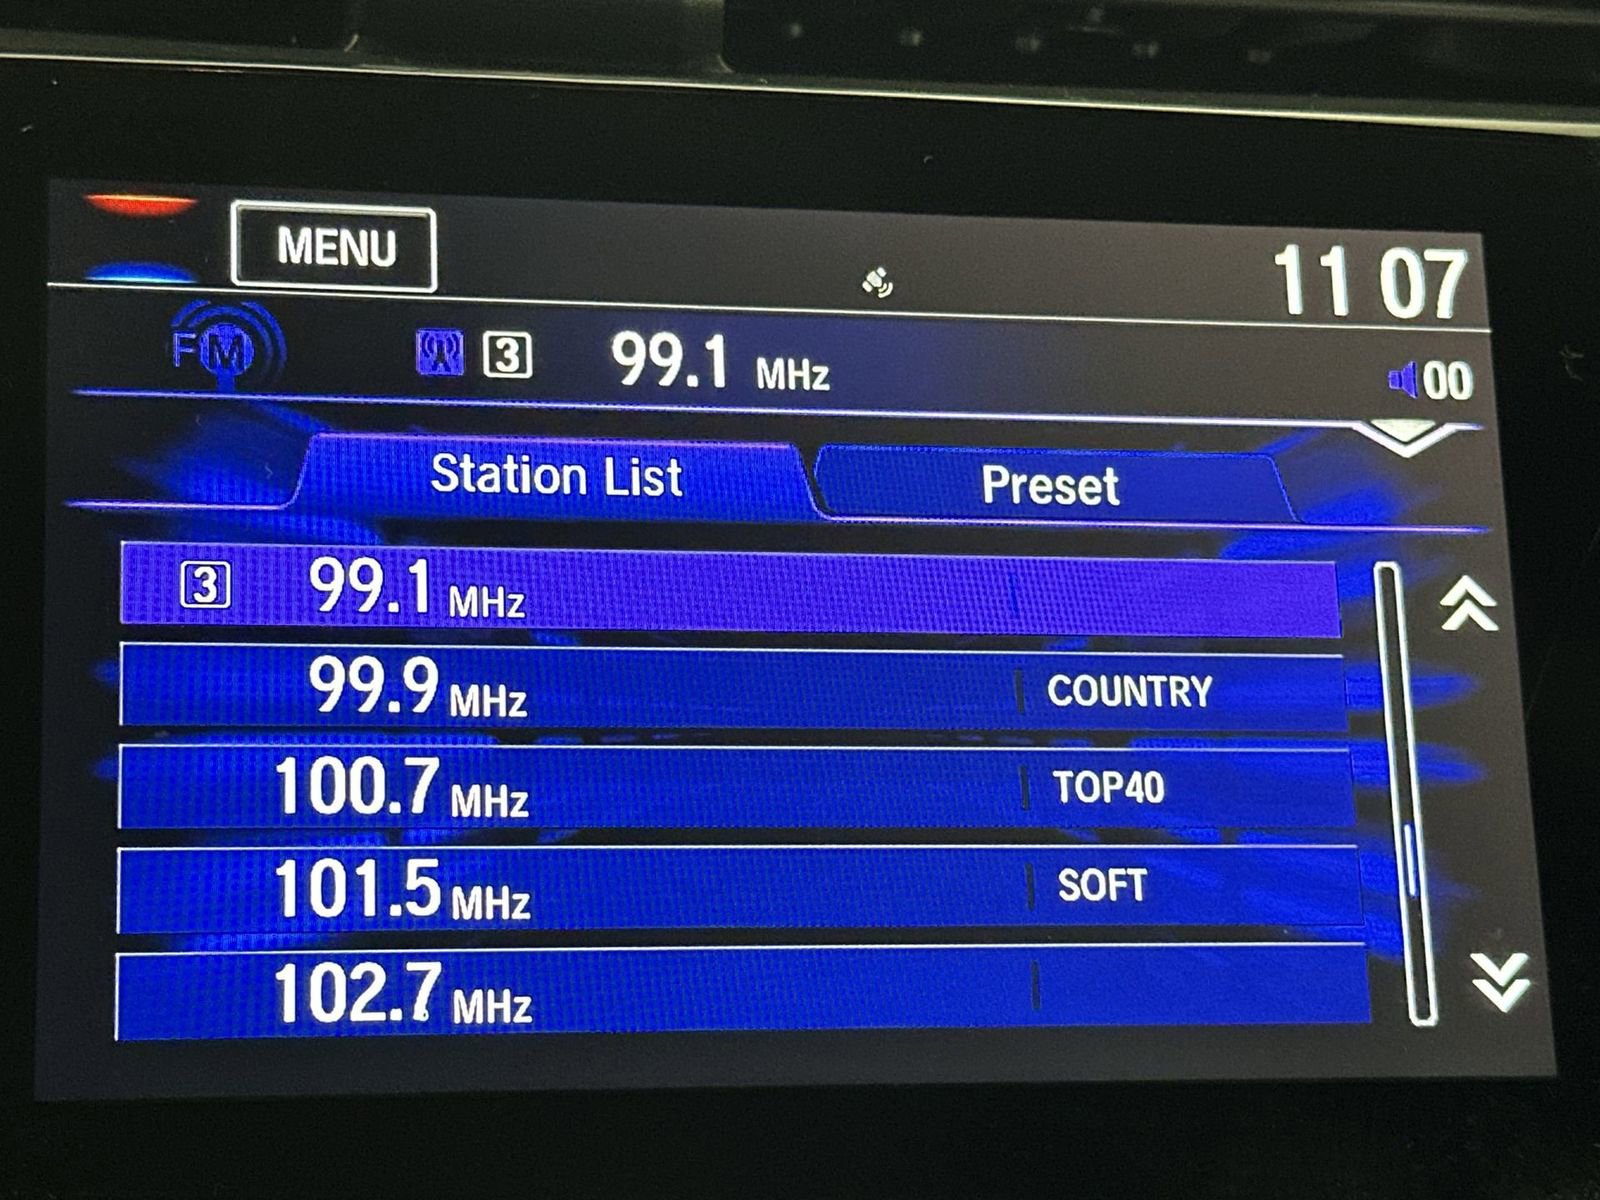 MENU
11 07
FM 3 99.1 MHz 00
Station List Preset
3 99.1 MHz
99.9 MHz COUNTRY
100.7 MHz TOP40
101.5 MHz SOFT
102.7 MHz